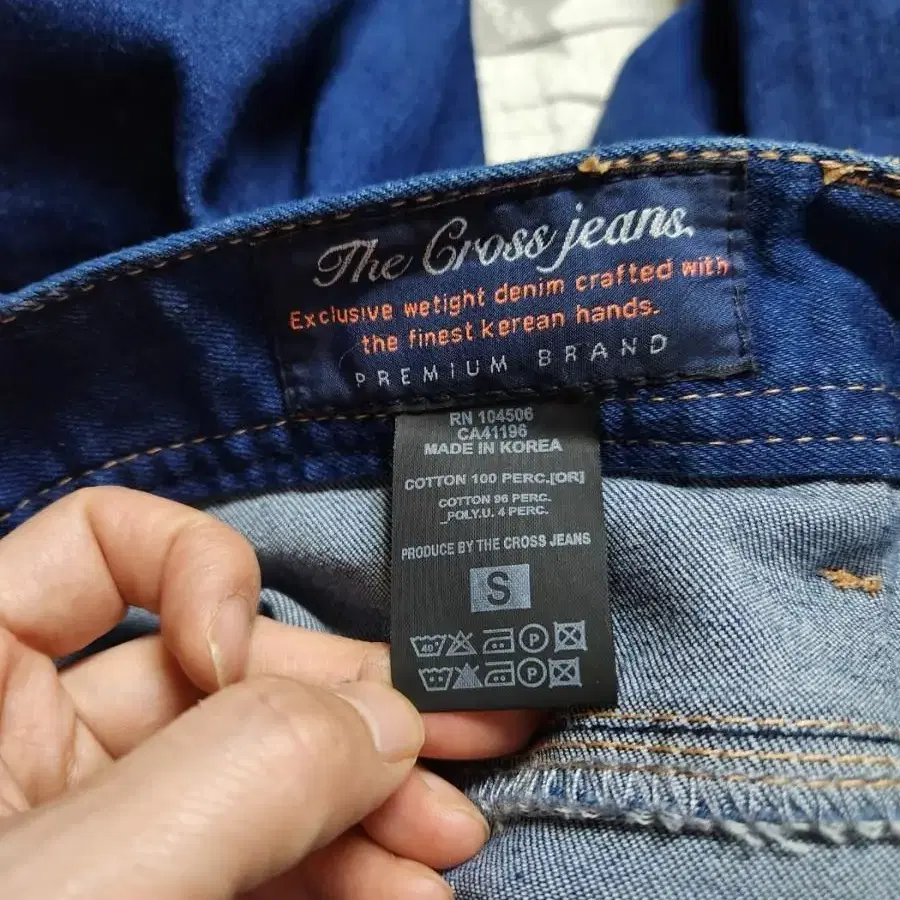 The Cross jeans.
Exclusive wetight denim crafted with
the finest kerean hands.
PREMIUM BRAND
RN 104506
CA41196
MADE IN KOREA
COTTON 100 PERC.[OR]
COTTON 96 PERC.
_POLY.U. 4 PERC.
PRODUCE BY THE CROSS JEANS
S
40 P
P